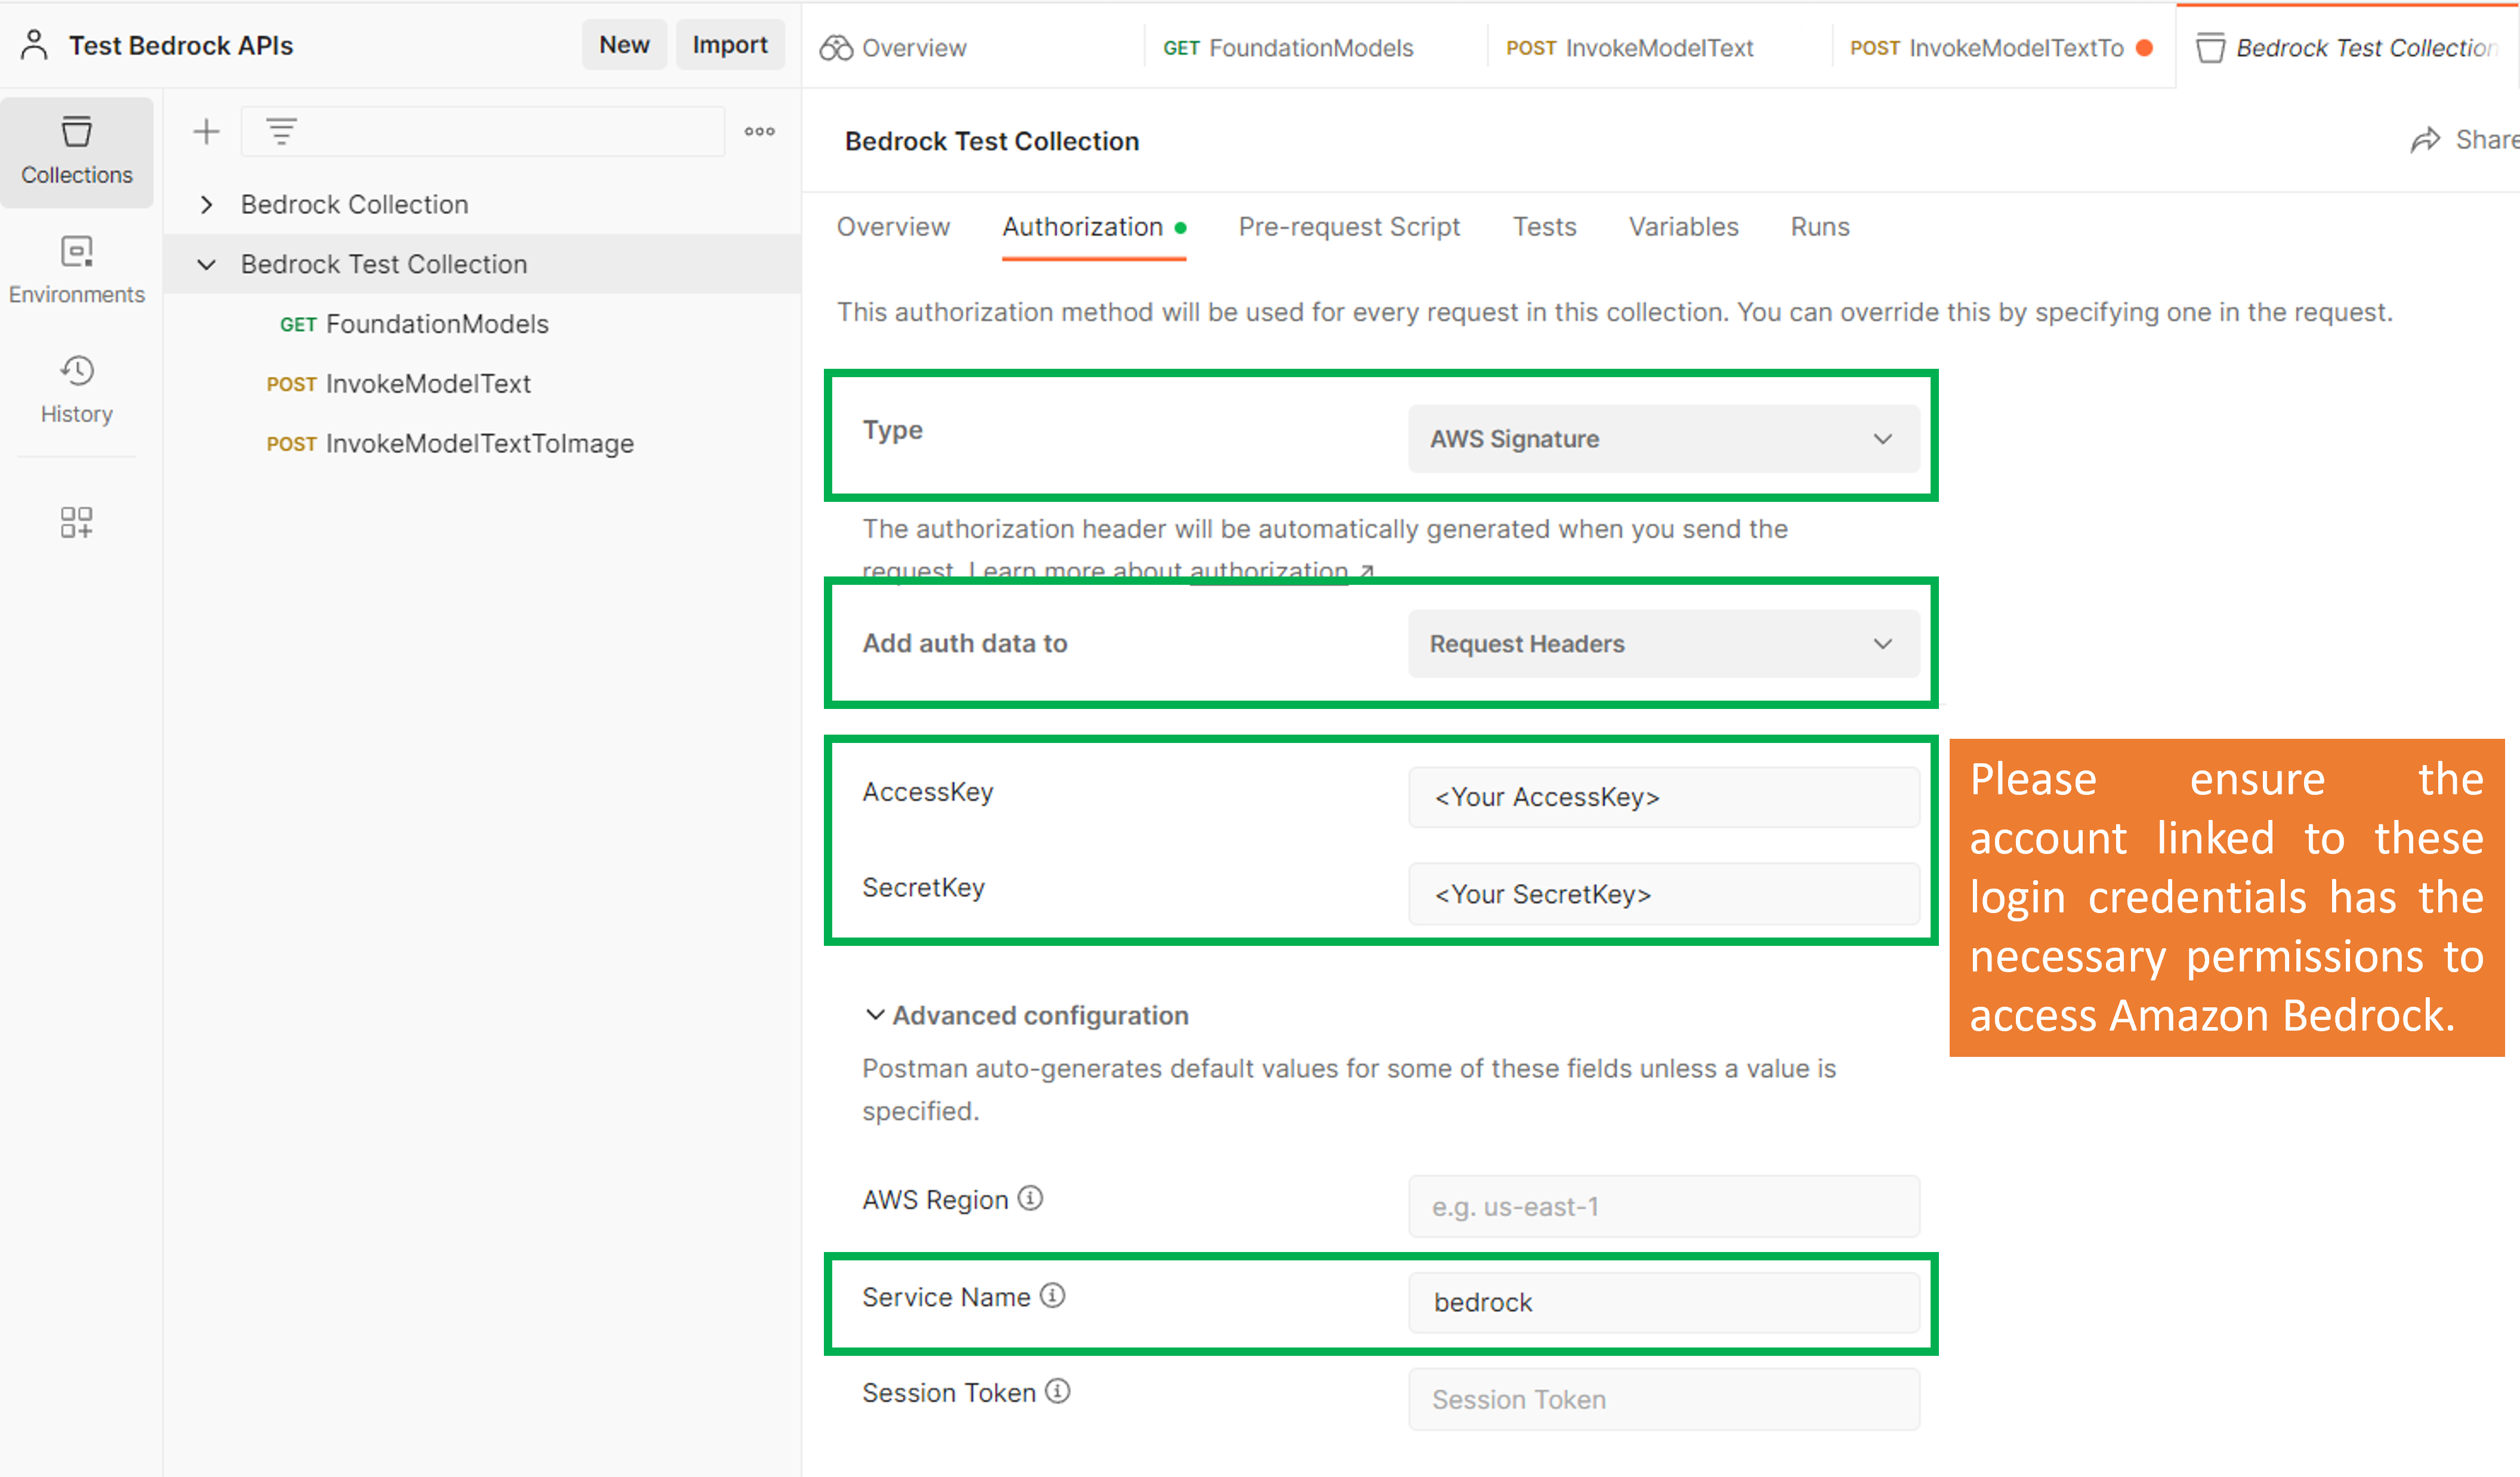 Test Bedrock APIs
New
Import
Overview
GET FoundationModels
POST InvokeModelText
POST InvokeModelTextTo
Bedrock Test Collection
Collections
Environments
History
Bedrock Collection
Bedrock Test Collection
GET FoundationModels
POST InvokeModelText
POST InvokeModelTextToImage
Bedrock Test Collection
Share
Overview
Authorization
Pre-request Script
Tests
Variables
Runs
This authorization method will be used for every request in this collection. You can override this by specifying one in the request.
Type
AWS Signature
The authorization header will be automatically generated when you send the
request. Learn more about authorization ↗
Add auth data to
Request Headers
AccessKey
<Your AccessKey>
SecretKey
<Your SecretKey>
Please ensure the
account linked to these
login credentials has the
necessary permissions to
access Amazon Bedrock.
Advanced configuration
Postman auto-generates default values for some of these fields unless a value is
specified.
AWS Region
e.g. us-east-1
Service Name
bedrock
Session Token
Session Token